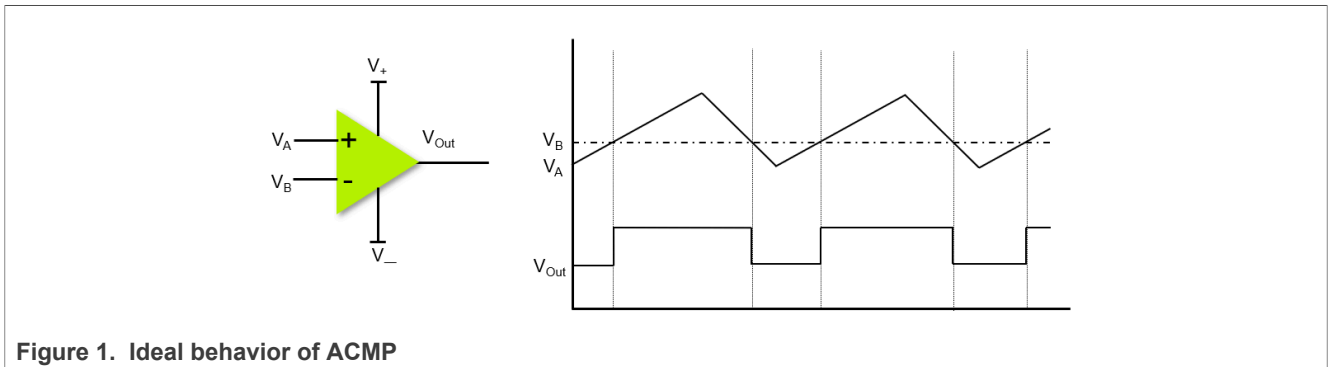 V+
VA
+
VOut
VB
-
V_
VB
VA
VOut
Figure 1. Ideal behavior of ACMP